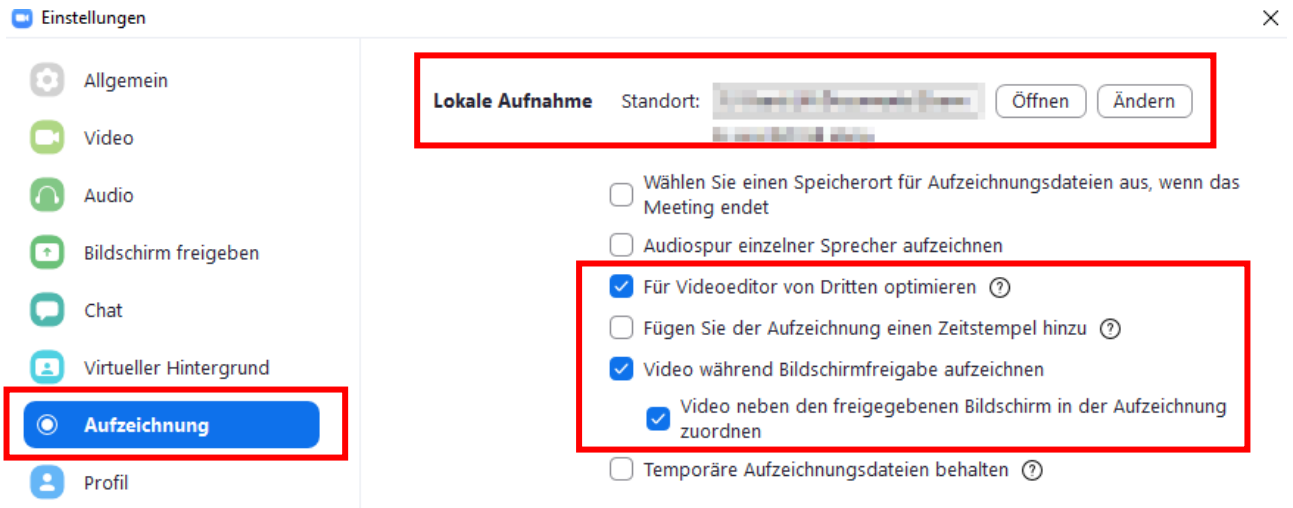 Einstellungen
Allgemein
Video
Audio
Bildschirm freigeben
Chat
Virtueller Hintergrund
Aufzeichnung
Profil
Lokale Aufnahme Standort: Öffnen Ändern
Wählen Sie einen Speicherort für Aufzeichnungsdateien aus, wenn das
Meeting endet
Audiospur einzelner Sprecher aufzeichnen
Für Videoeditor von Dritten optimieren ?
Fügen Sie der Aufzeichnung einen Zeitstempel hinzu ?
Video während Bildschirmfreigabe aufzeichnen
Video neben den freigegebenen Bildschirm in der Aufzeichnung
zuordnen
Temporäre Aufzeichnungsdateien behalten ?